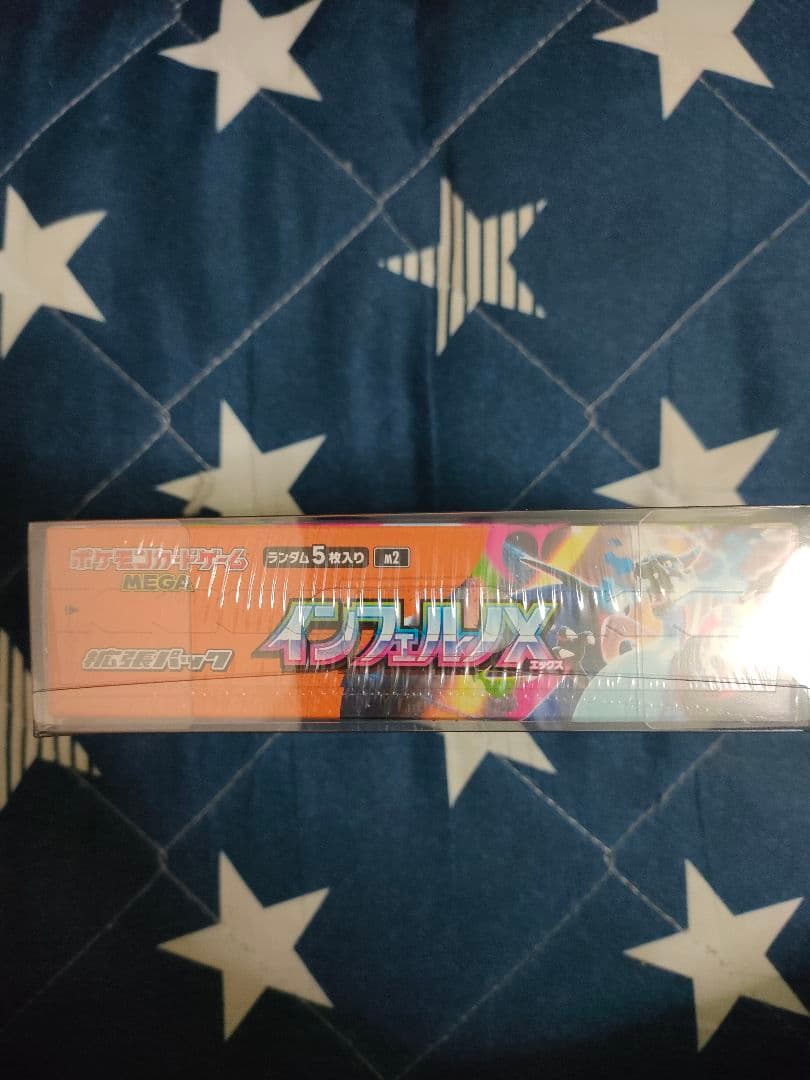 ポケモンカードゲーム
MEGA
ランダム5枚入り
M2
拡張パック
インフェルノX
エックス